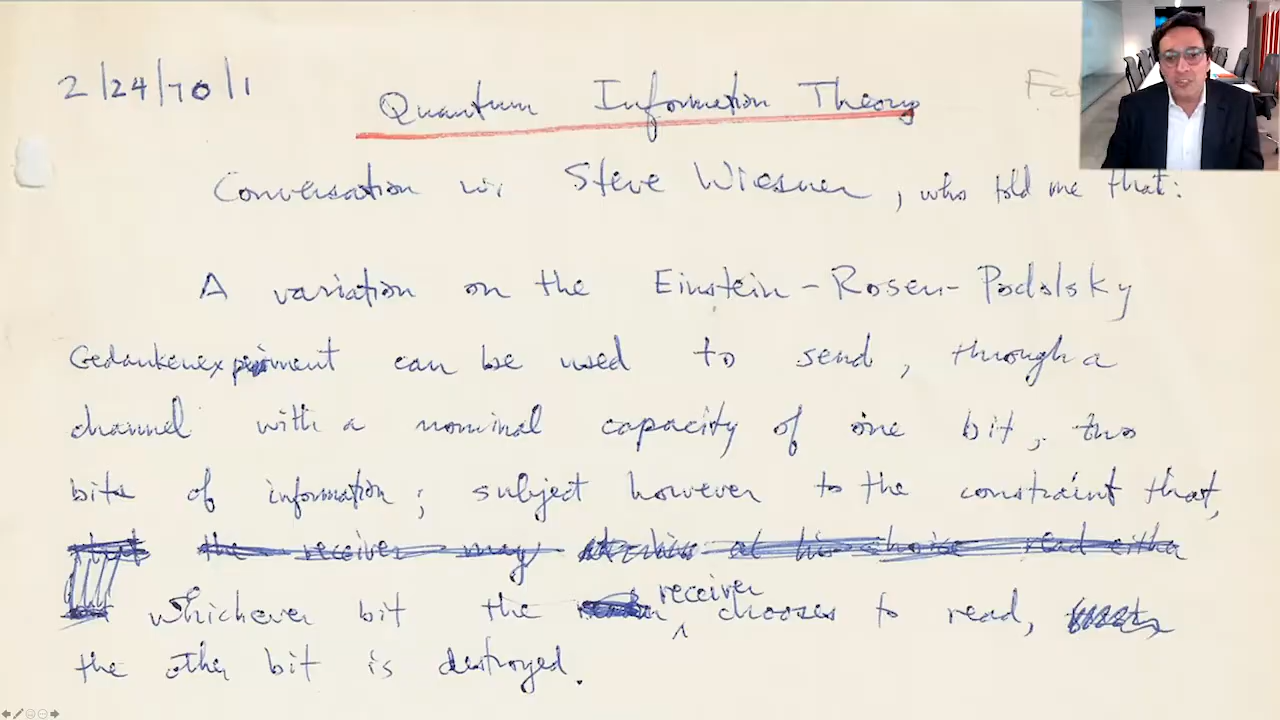 2/24/70/1
Quantum Information Theory
Conversation w. Steve Wiesner, who told me that:
A variation on the Einstein-Rosen-Podolsky
Gedankenexperiment can be used to send, through a
channel with a nominal capacity of one bit, two
bits of information; subject however to the constraint that,
the receiver may at his choice read either
whichever bit the receiver chooses to read,
the other bit is destroyed.